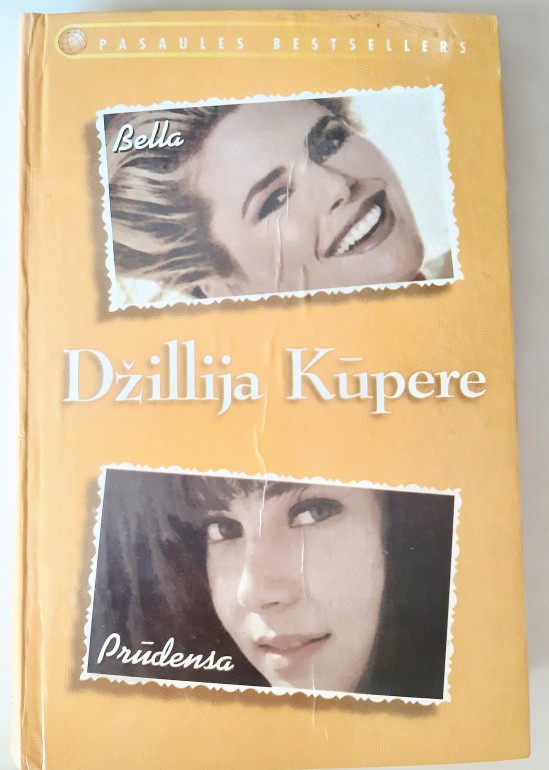 PASAULES BESTSELLERS
Bella
Džillija Kūpere
Prūdensa